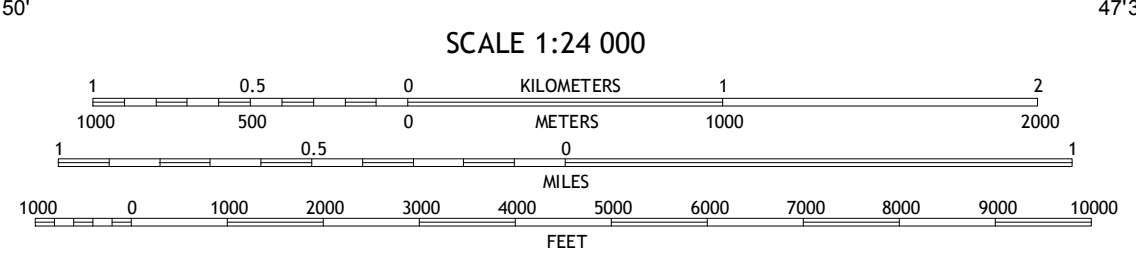 50' 47'3
SCALE 1:24 000
1 0.5 0 KILOMETERS 1 2
1000 500 0 METERS 1000 2000
1 0.5 0 1
MILES
1000 0 1000 2000 3000 4000 5000 6000 7000 8000 9000 10000
FEET